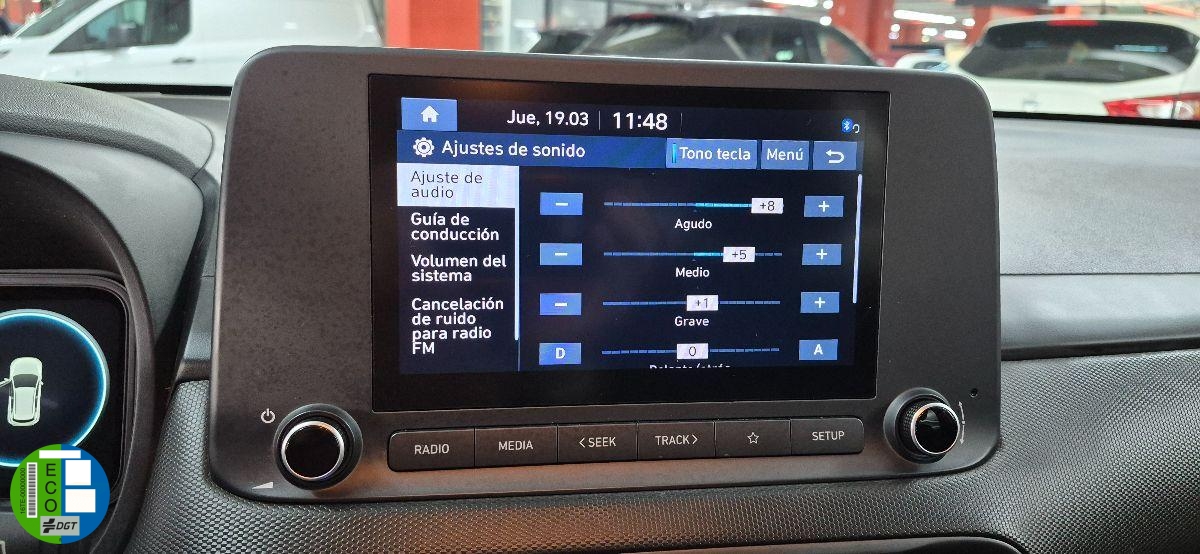 Jue, 19.03
11:48
Ajustes de sonido
Tono tecla
Menú
Ajuste de
audio
Guía de
conducción
Volumen del
sistema
Cancelación
de ruido
para radio
FM
− +8 +
Agudo
− +5 +
Medio
− +1 +
Grave
D 0 A
RADIO
MEDIA
<SEEK
TRACK>
SETUP
ECO
DGT